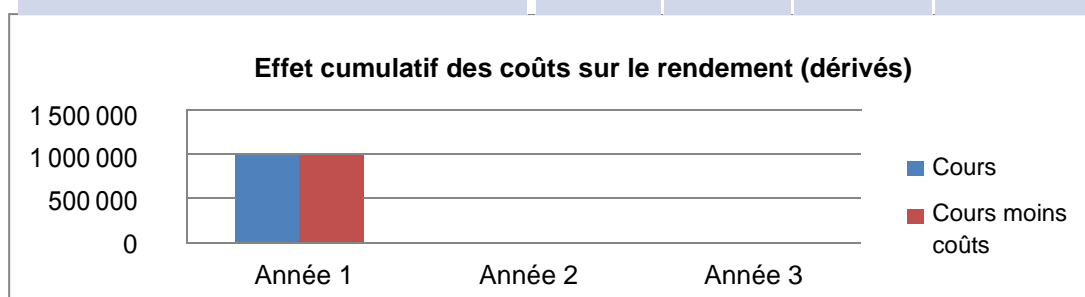 Effet cumulatif des coûts sur le rendement (dérivés)
1 500 000
1 000 000
500 000
0
Année 1 Année 2 Année 3
Cours
Cours moins
coûts